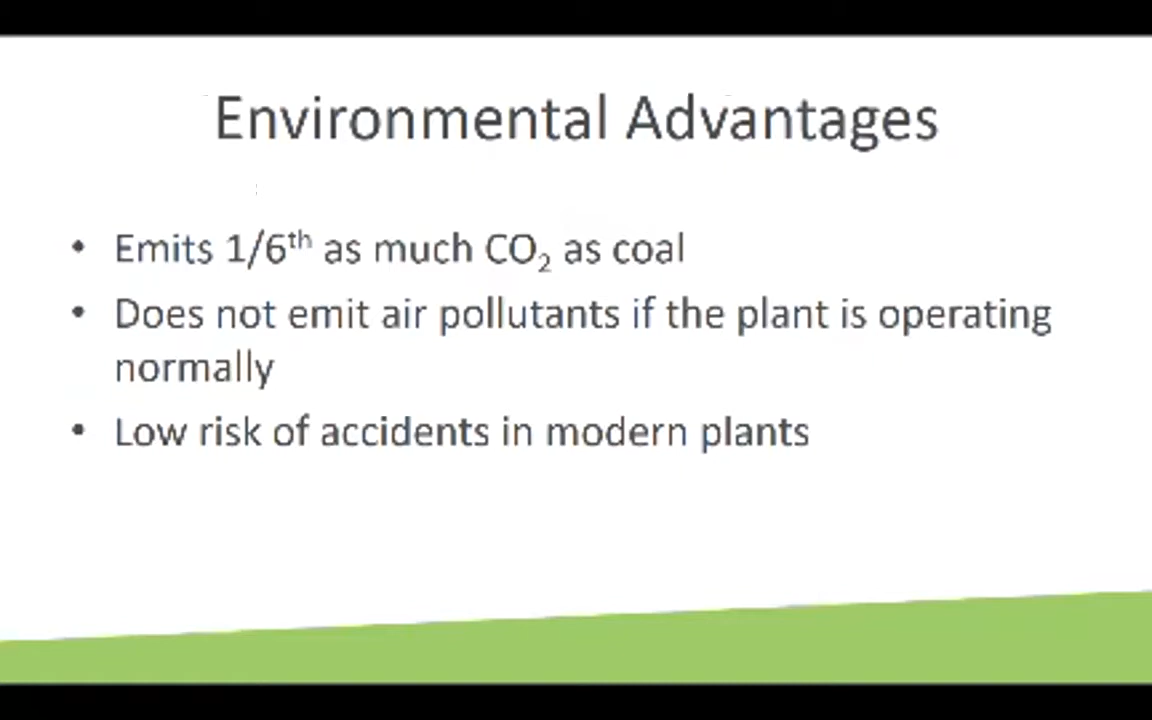 Environmental Advantages
• Emits 1/6th as much CO₂ as coal
• Does not emit air pollutants if the plant is operating
normally
• Low risk of accidents in modern plants